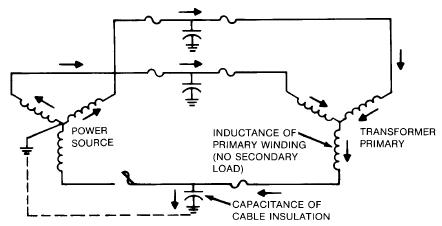 POWER
SOURCE
INDUCTANCE OF
PRIMARY WINDING
(NO SECONDARY
LOAD)
TRANSFORMER
PRIMARY
CAPACITANCE OF
CABLE INSULATION